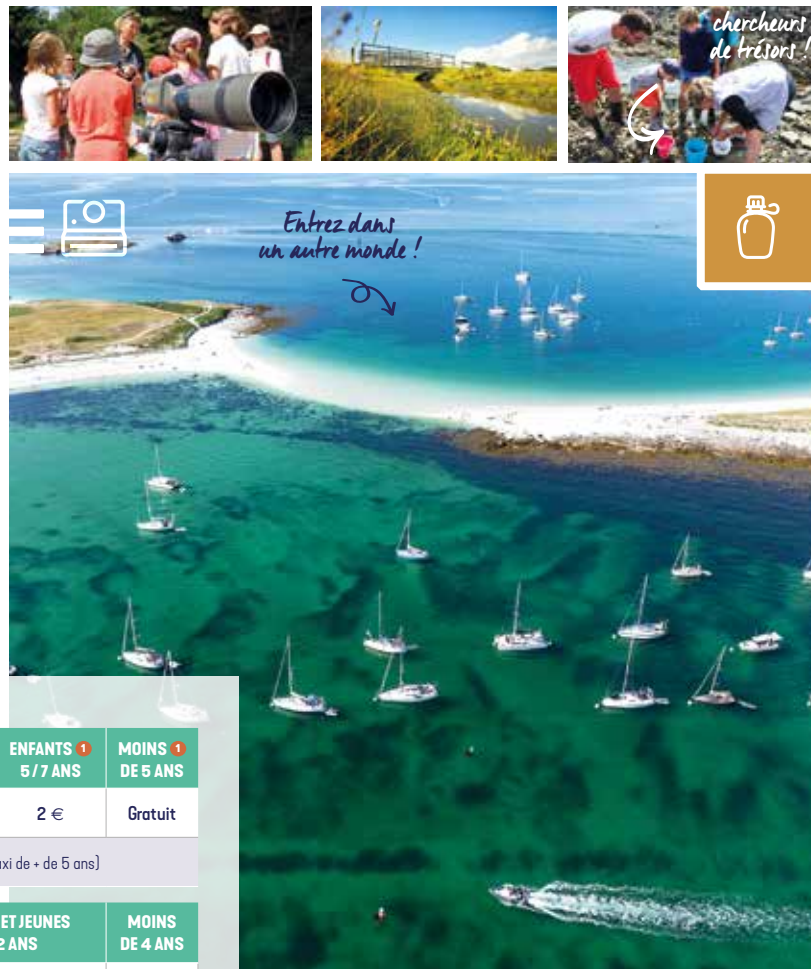 chercheurs
de trésors !
Entrez dans
un autre monde !
ENFANTS 1
5 / 7 ANS
MOINS 1
DE 5 ANS
2 €
Gratuit
xi de + de 5 ans)
ET JEUNES
2 ANS
MOINS
DE 4 ANS